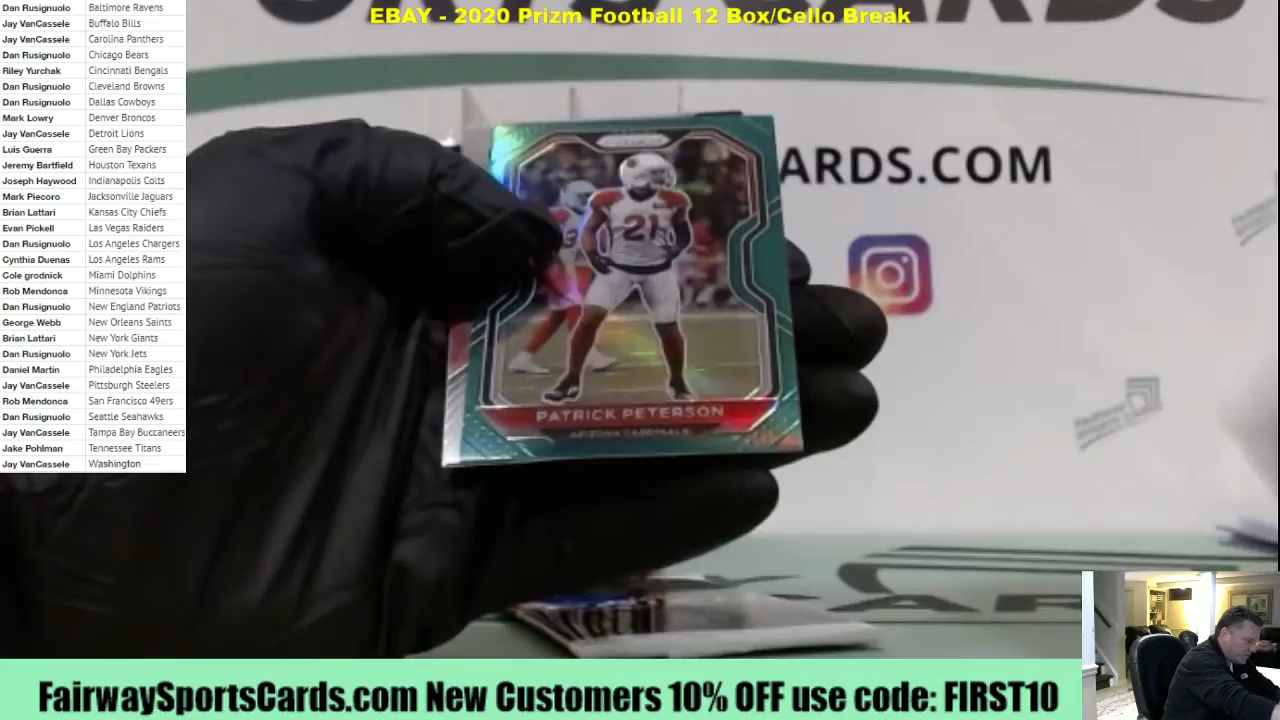 EBAY - 2020 Prizm Football 12 Box/Cello Break
Dan Rusignuolo Baltimore Ravens
Jay VanCassele Buffalo Bills
Jay VanCassele Carolina Panthers
Dan Rusignuolo Chicago Bears
Riley Yurchak Cincinnati Bengals
Dan Rusignuolo Cleveland Browns
Dan Rusignuolo Dallas Cowboys
Mark Lowry Denver Broncos
Jay VanCassele Detroit Lions
Luis Guerra Green Bay Packers
Jeremy Bartfield Houston Texans
Joseph Haywood Indianapolis Colts
Mark Piecoro Jacksonville Jaguars
Brian Lattari Kansas City Chiefs
Evan Pickell Las Vegas Raiders
Dan Rusignuolo Los Angeles Chargers
Cynthia Duenas Los Angeles Rams
Cole grodnick Miami Dolphins
Rob Mendonca Minnesota Vikings
Dan Rusignuolo New England Patriots
George Webb New Orleans Saints
Brian Lattari New York Giants
Dan Rusignuolo New York Jets
Daniel Martin Philadelphia Eagles
Jay VanCassele Pittsburgh Steelers
Rob Mendonca San Francisco 49ers
Dan Rusignuolo Seattle Seahawks
Jay VanCassele Tampa Bay Buccaneers
Jake Pohlman Tennessee Titans
Jay VanCassele Washington
ARDS.COM
21
PATRICK PETERSON
ARIZONA CARDINALS
FairwaySportsCards.com New Customers 10% OFF use code: FIRST10